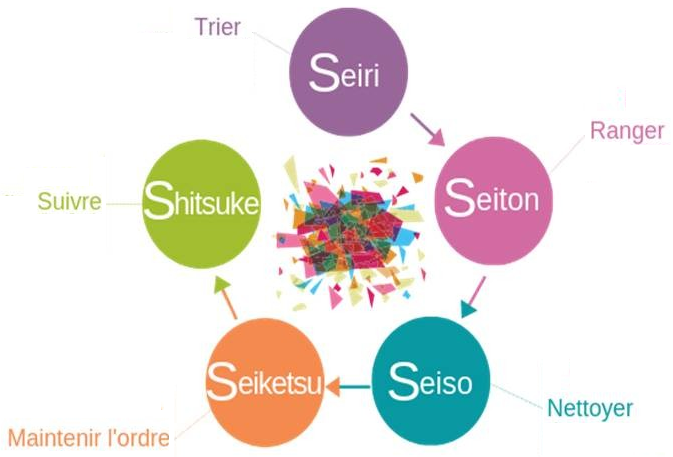 Trier
Seiri
Ranger
Seiton
Suivre
Shitsuke
Seiketsu
Seiso
Nettoyer
Maintenir l'ordre